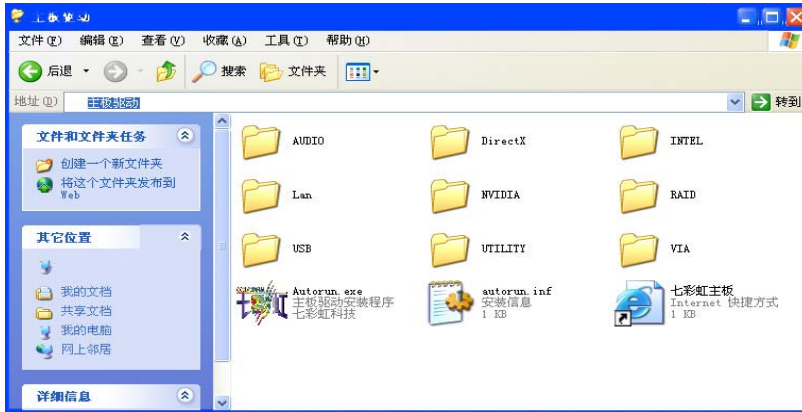 主板驱动
文件(F) 编辑(E) 查看(V) 收藏(A) 工具(T) 帮助(H)
后退 搜索 文件夹
地址(D) 主板驱动 转到
文件和文件夹任务
创建一个新文件夹
将这个文件夹发布到
Web
其它位置
我的文档
共享文档
我的电脑
网上邻居
详细信息
AUDIO DirectX INTEL
Lan NVIDIA RAID
USB UTILITY VIA
Autorun.exe
主板驱动安装程序
七彩虹科技
autorun.inf
安装信息
1 KB
七彩虹主板
Internet 快捷方式
1 KB